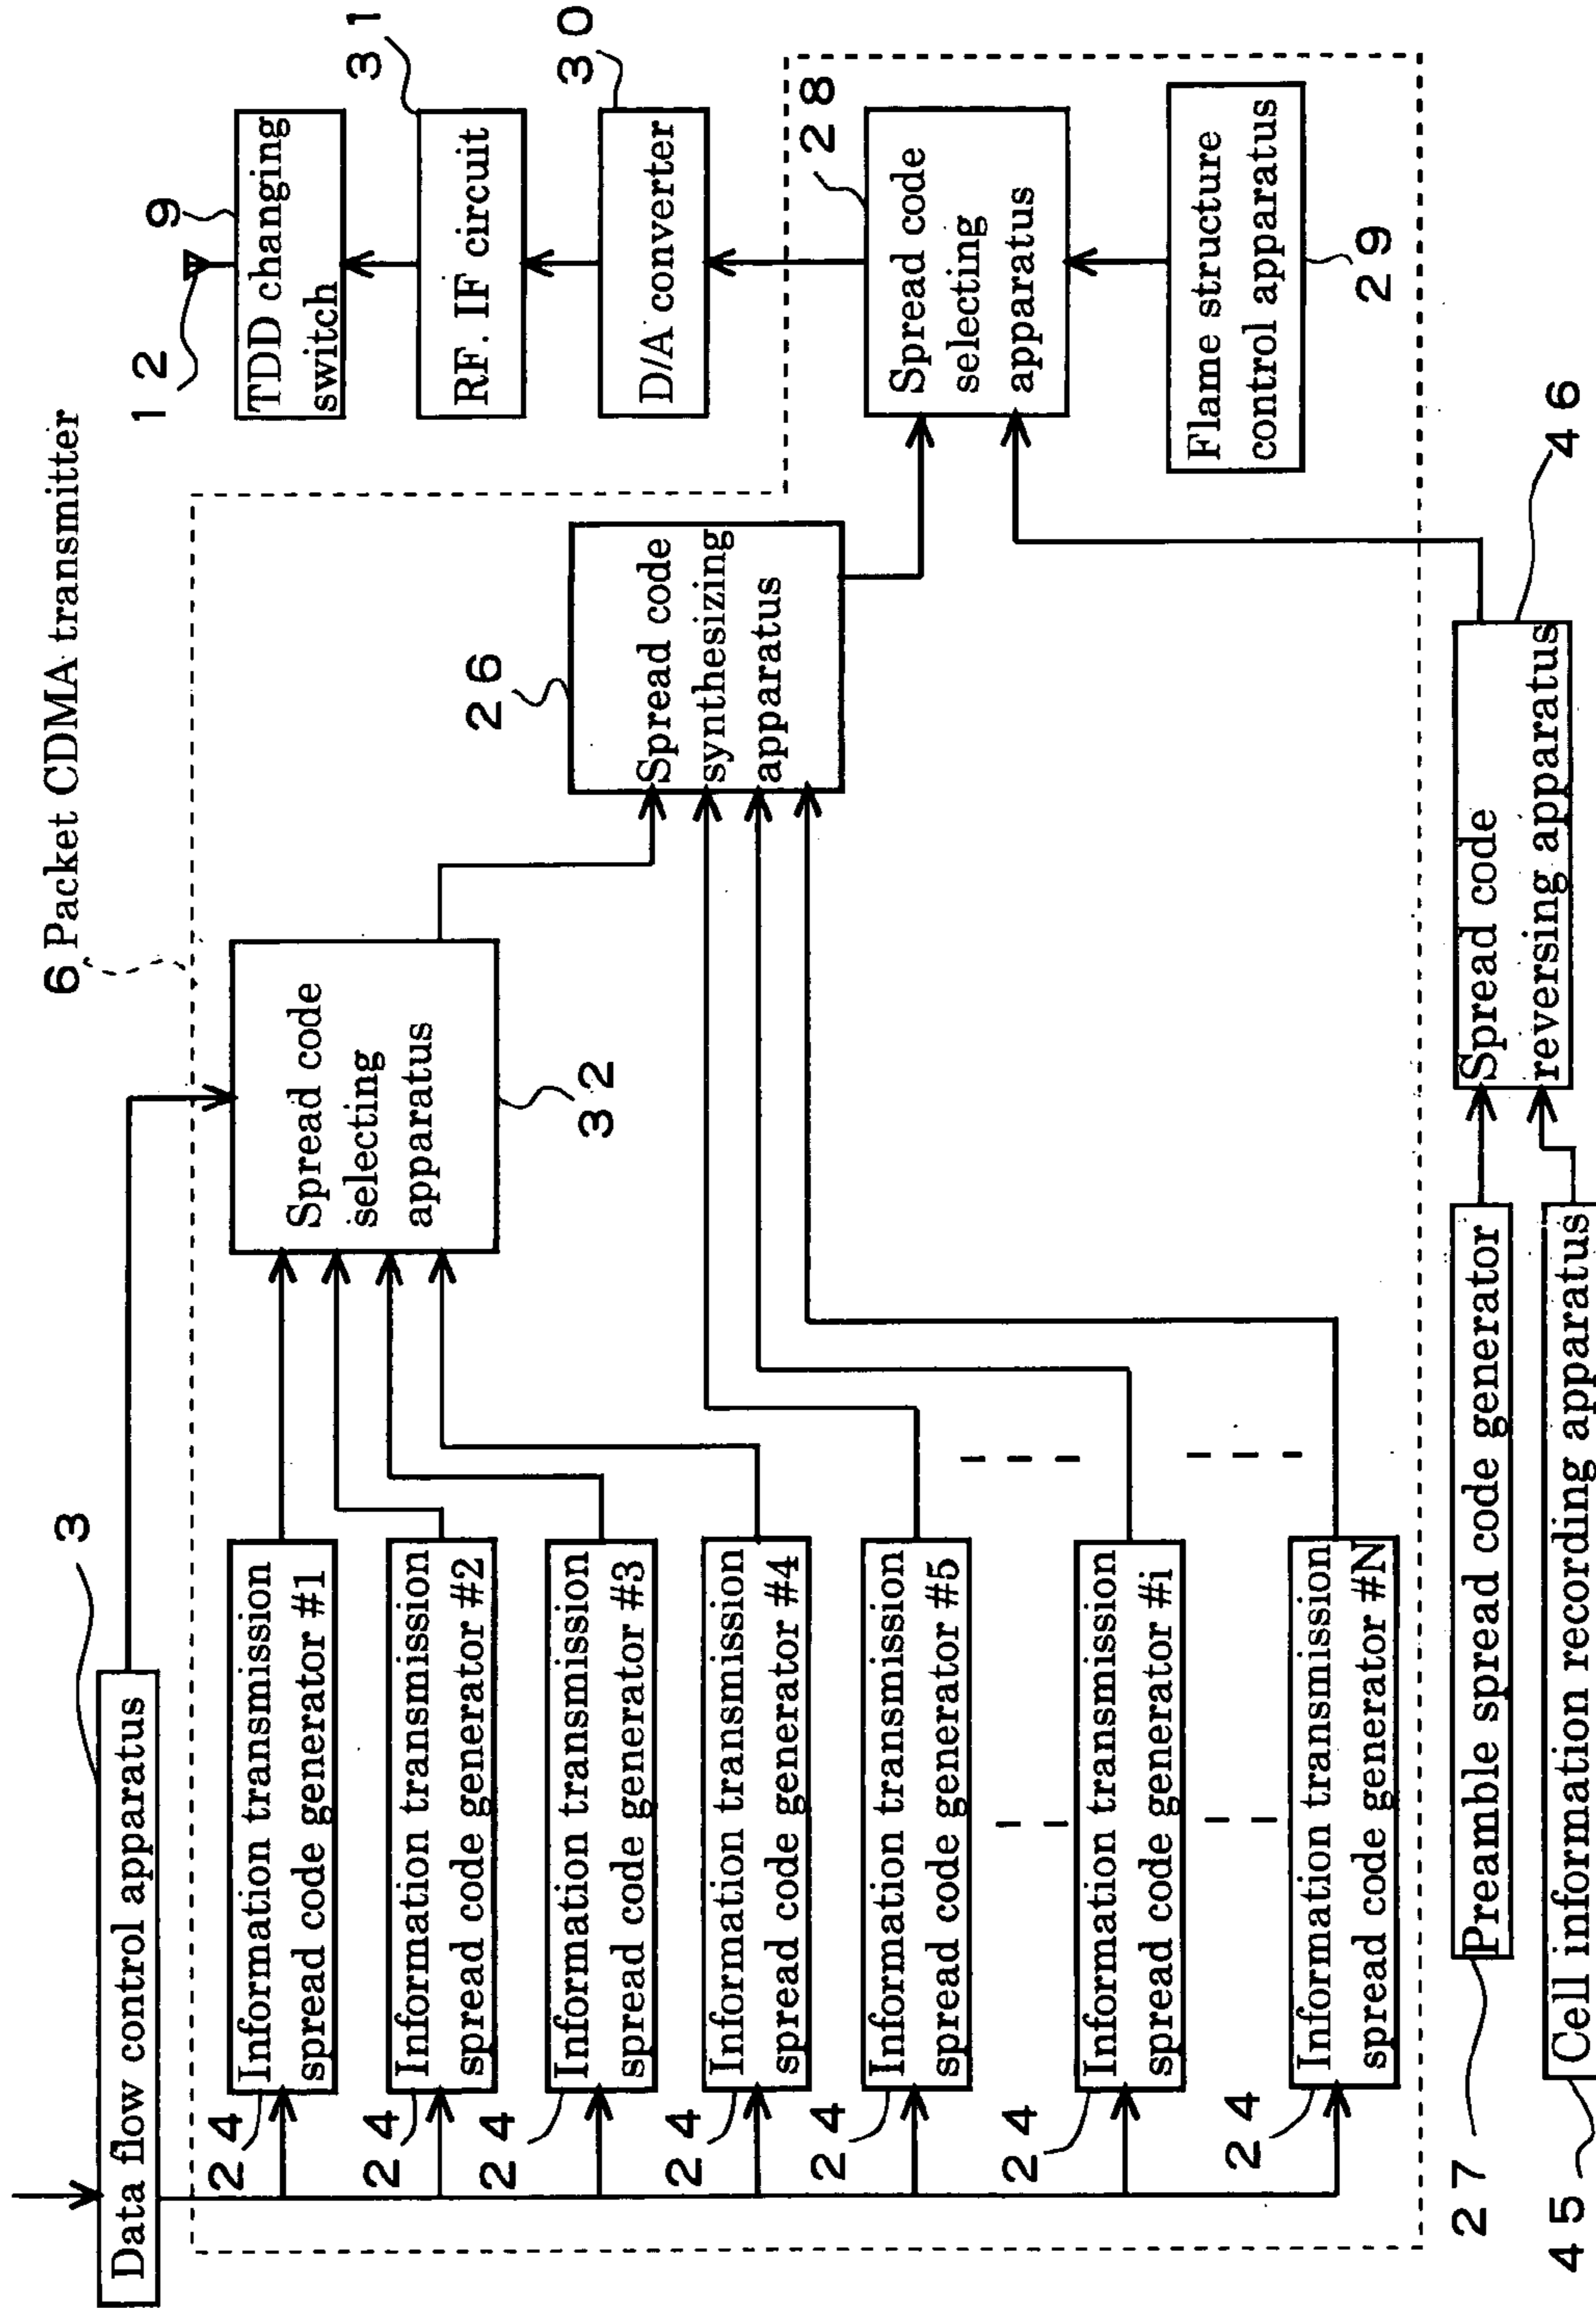 6 Packet CDMA transmitter
3
Data flow control apparatus
24
Information transmission
spread code generator #1
24
Information transmission
spread code generator #2
24
Information transmission
spread code generator #3
24
Information transmission
spread code generator #4
24
Information transmission
spread code generator #5
24
Information transmission
spread code generator #i
24
Information transmission
spread code generator #N
Spread code
selecting
apparatus
32
26
Spread code
synthesizing
apparatus
12
9
TDD changing
switch
31
RF. IF circuit
30
D/A converter
28
Spread code
selecting
apparatus
Flame structure
control apparatus
29
27
Preamble spread code generator
45
Cell information recording apparatus
Spread code
reversing apparatus
46